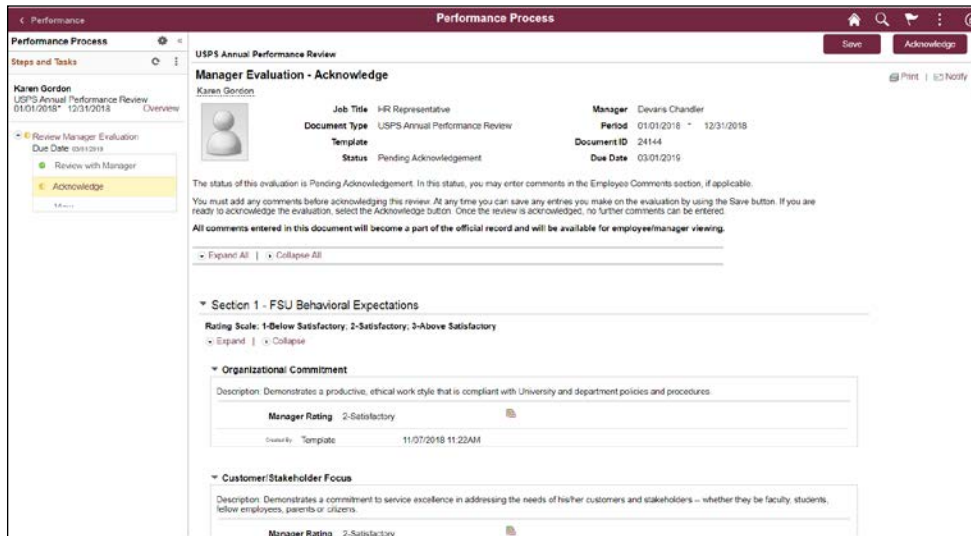 Performance
Performance Process
Performance Process
Save
Acknowledge
Steps and Tasks
Karen Gordon
USPS Annual Performance Review
01/01/2018 - 12/31/2018
Overview
Review Manager Evaluation
Due Date 03/01/2019
Review with Manager
Acknowledge
USPS Annual Performance Review
Manager Evaluation - Acknowledge
Print | Notify
Karen Gordon
Job Title HR Representative
Manager Devaris Chandler
Document Type USPS Annual Performance Review
Period 01/01/2018 - 12/31/2018
Template
Document ID 24144
Status Pending Acknowledgement
Due Date 03/01/2019
The status of this evaluation is Pending Acknowledgement. In this status, you may enter comments in the Employee Comments section, if applicable.
You must add any comments before acknowledging this review. At any time you can save any entries you make on the evaluation by using the Save button. If you are
ready to acknowledge the evaluation, select the Acknowledge button. Once the review is acknowledged, no further comments can be entered.
All comments entered in this document will become a part of the official record and will be available for employee/manager viewing.
Expand All | Collapse All
Section 1 - FSU Behavioral Expectations
Rating Scale: 1-Below Satisfactory; 2-Satisfactory; 3-Above Satisfactory
Expand | Collapse
Organizational Commitment
Description: Demonstrates a productive, ethical work style that is compliant with University and department policies and procedures.
Manager Rating 2-Satisfactory
Created By Template 11/07/2018 11:22AM
Customer/Stakeholder Focus
Description: Demonstrates a commitment to service excellence in addressing the needs of his/her customers and stakeholders -- whether they be faculty, students,
fellow employees, parents or citizens.
Manager Rating 2-Satisfactory